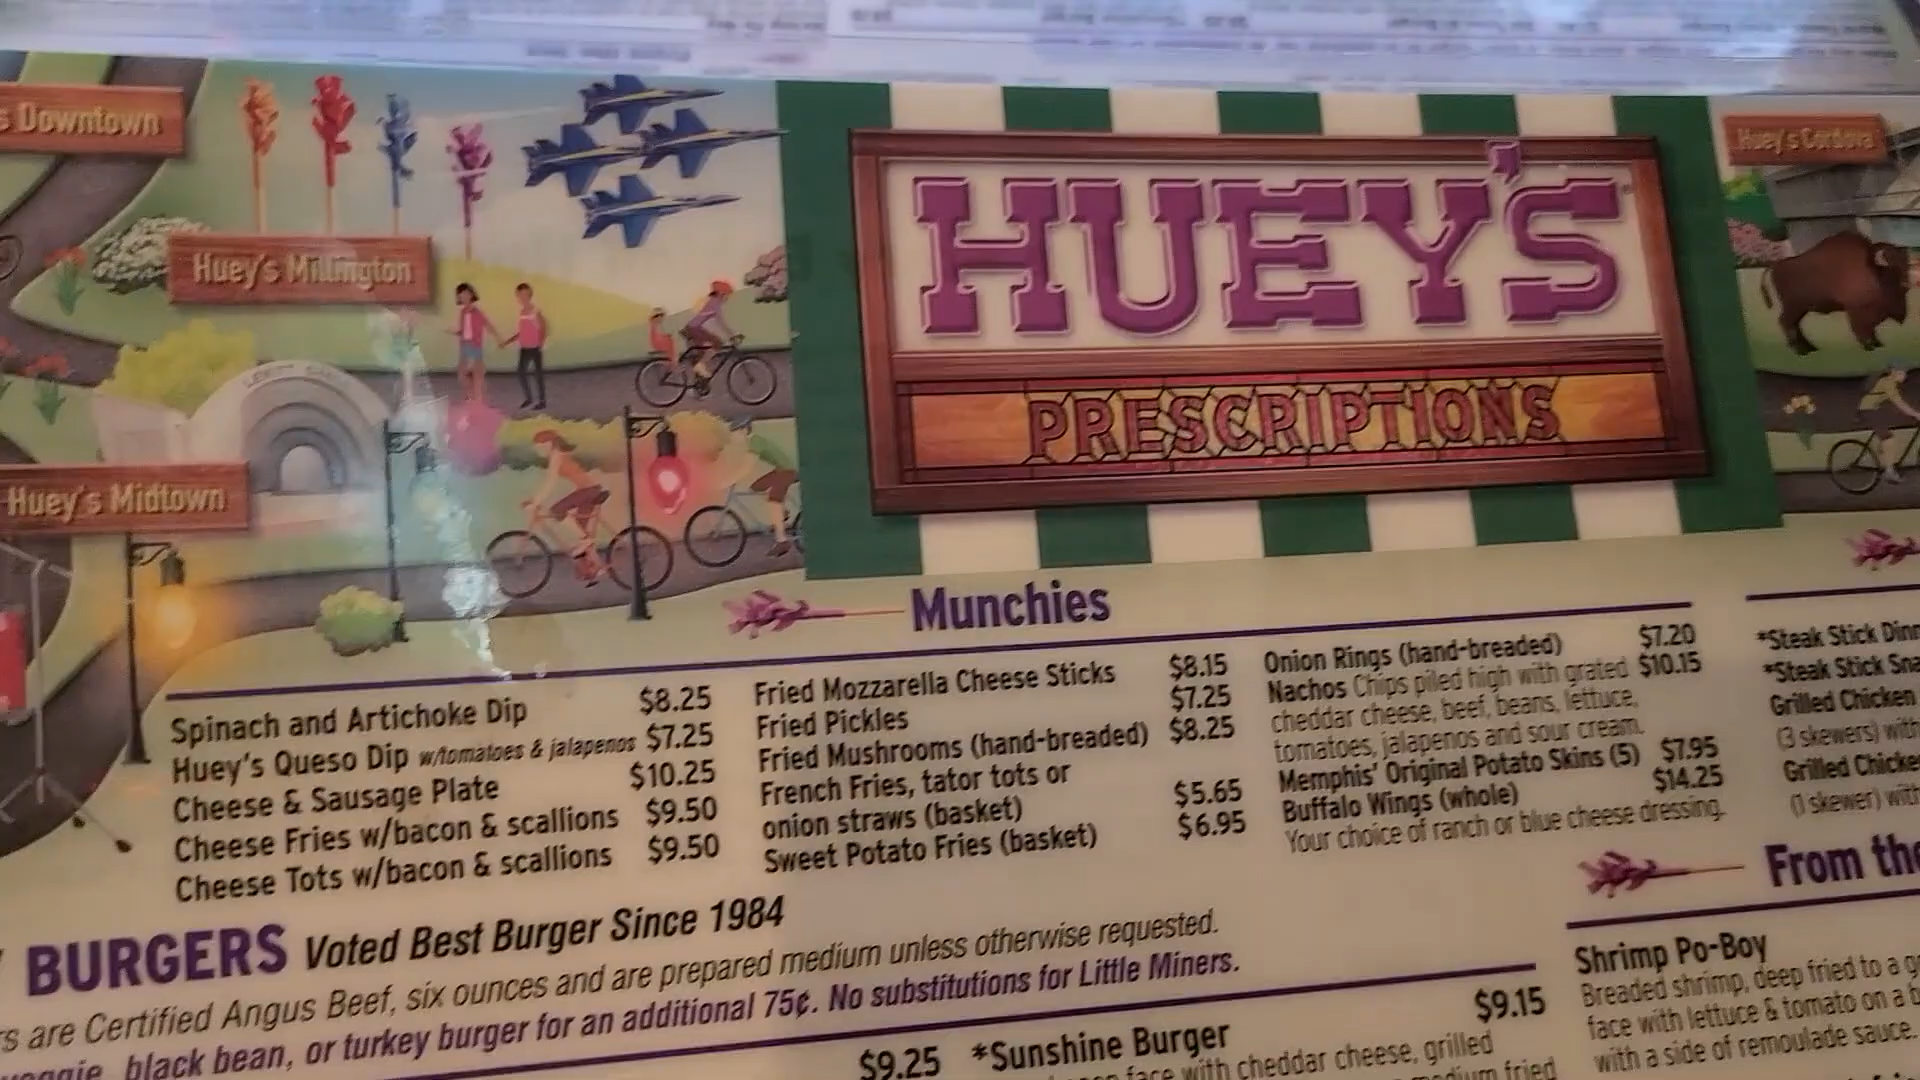 s Downtown
Huey's Millington
Huey's Midtown
HUEY'S
PRESCRIPTIONS
Huey's Cordova
Munchies
Spinach and Artichoke Dip $8.25
Huey's Queso Dip w/tomatoes & jalapenos $7.25
Cheese & Sausage Plate $10.25
Cheese Fries w/bacon & scallions $9.50
Cheese Tots w/bacon & scallions $9.50
Fried Mozzarella Cheese Sticks $8.15
Fried Pickles $7.25
Fried Mushrooms (hand-breaded) $8.25
French Fries, tator tots or
onion straws (basket) $5.65
Sweet Potato Fries (basket) $6.95
Onion Rings (hand-breaded) $7.20
Nachos Chips piled high with grated $10.15
cheddar cheese, beef, beans, lettuce,
tomatoes, jalapenos and sour cream.
Memphis' Original Potato Skins (5) $7.95
Buffalo Wings (whole) $14.25
Your choice of ranch or blue cheese dressing.
*Steak Stick Dinn
*Steak Stick Sna
Grilled Chicken
(3 skewers) with
Grilled Chicke
(1 skewer) with
BURGERS Voted Best Burger Since 1984
rs are Certified Angus Beef, six ounces and are prepared medium unless otherwise requested.
black bean, or turkey burger for an additional 75¢. No substitutions for Little Miners.
$9.25
*Sunshine Burger $9.15
face with cheddar cheese, grilled
medium fried
From the
Shrimp Po-Boy
Breaded shrimp, deep fried to a g
face with lettuce & tomato on a b
with a side of remoulade sauce.